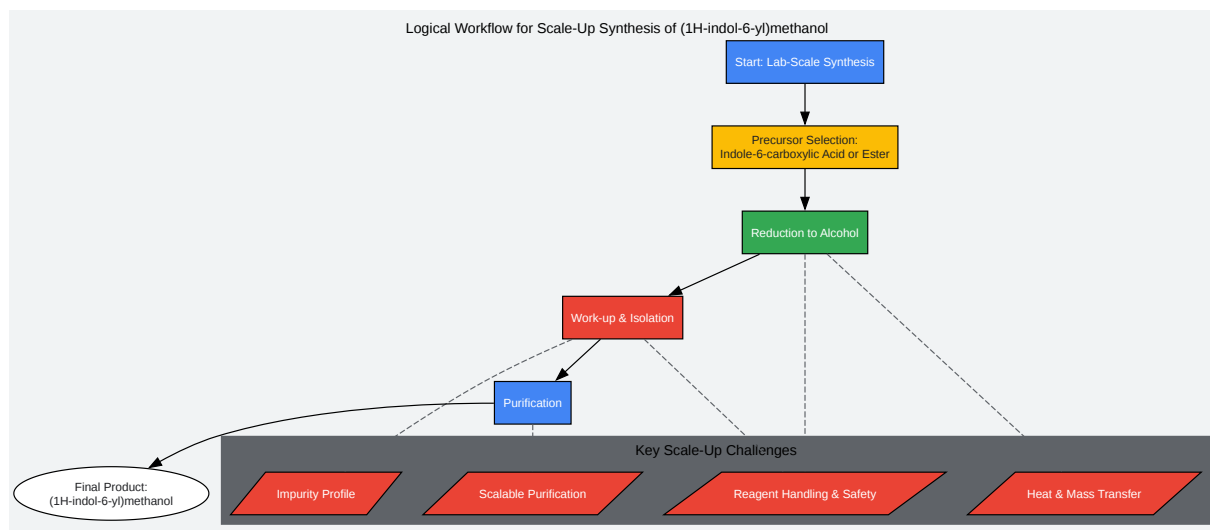 Logical Workflow for Scale-Up Synthesis of (1H-indol-6-yl)methanol
Start: Lab-Scale Synthesis
Precursor Selection:
Indole-6-carboxylic Acid or Ester
Reduction to Alcohol
Work-up & Isolation
Purification
Key Scale-Up Challenges
Final Product:
(1H-indol-6-yl)methanol
Impurity Profile
Scalable Purification
Reagent Handling & Safety
Heat & Mass Transfer